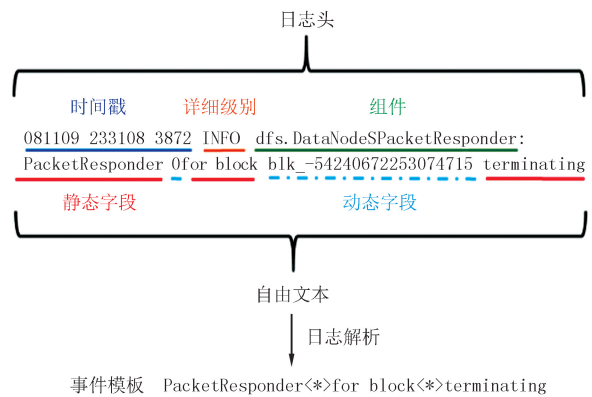 日志头
时间戳 详细级别 组件
081109 233108 3872 INFO dfs.DataNodeSPacketResponder:
PacketResponder 0for block blk_-54240672253074715 terminating
静态字段 动态字段
自由文本
日志解析
事件模板 PacketResponder<*>for block<*>terminating